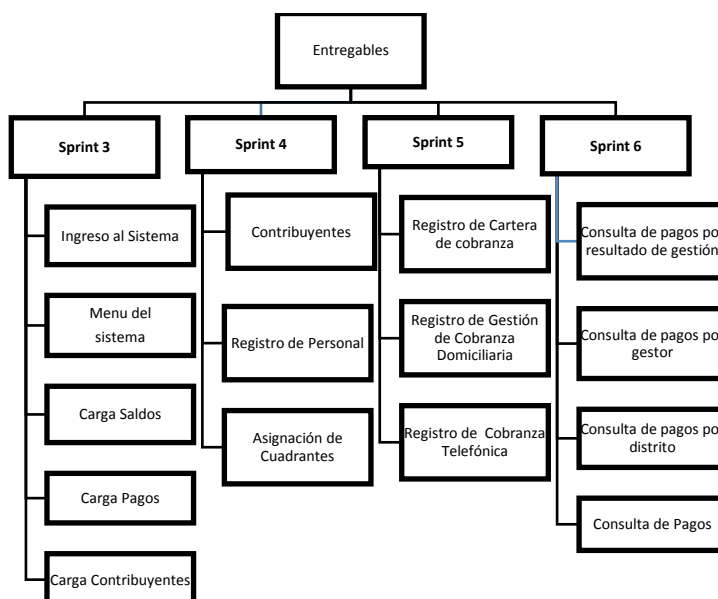 Entregables
Sprint 3
Ingreso al Sistema
Menu del
sistema
Carga Saldos
Carga Pagos
Carga Contribuyentes
Sprint 4
Contribuyentes
Registro de Personal
Asignación de
Cuadrantes
Sprint 5
Registro de Cartera
de cobranza
Registro de Gestión
de Cobranza
Domiciliaria
Registro de Cobranza
Telefónica
Sprint 6
Consulta de pagos po
resultado de gestión
Consulta de pagos po
gestor
Consulta de pagos po
distrito
Consulta de Pagos